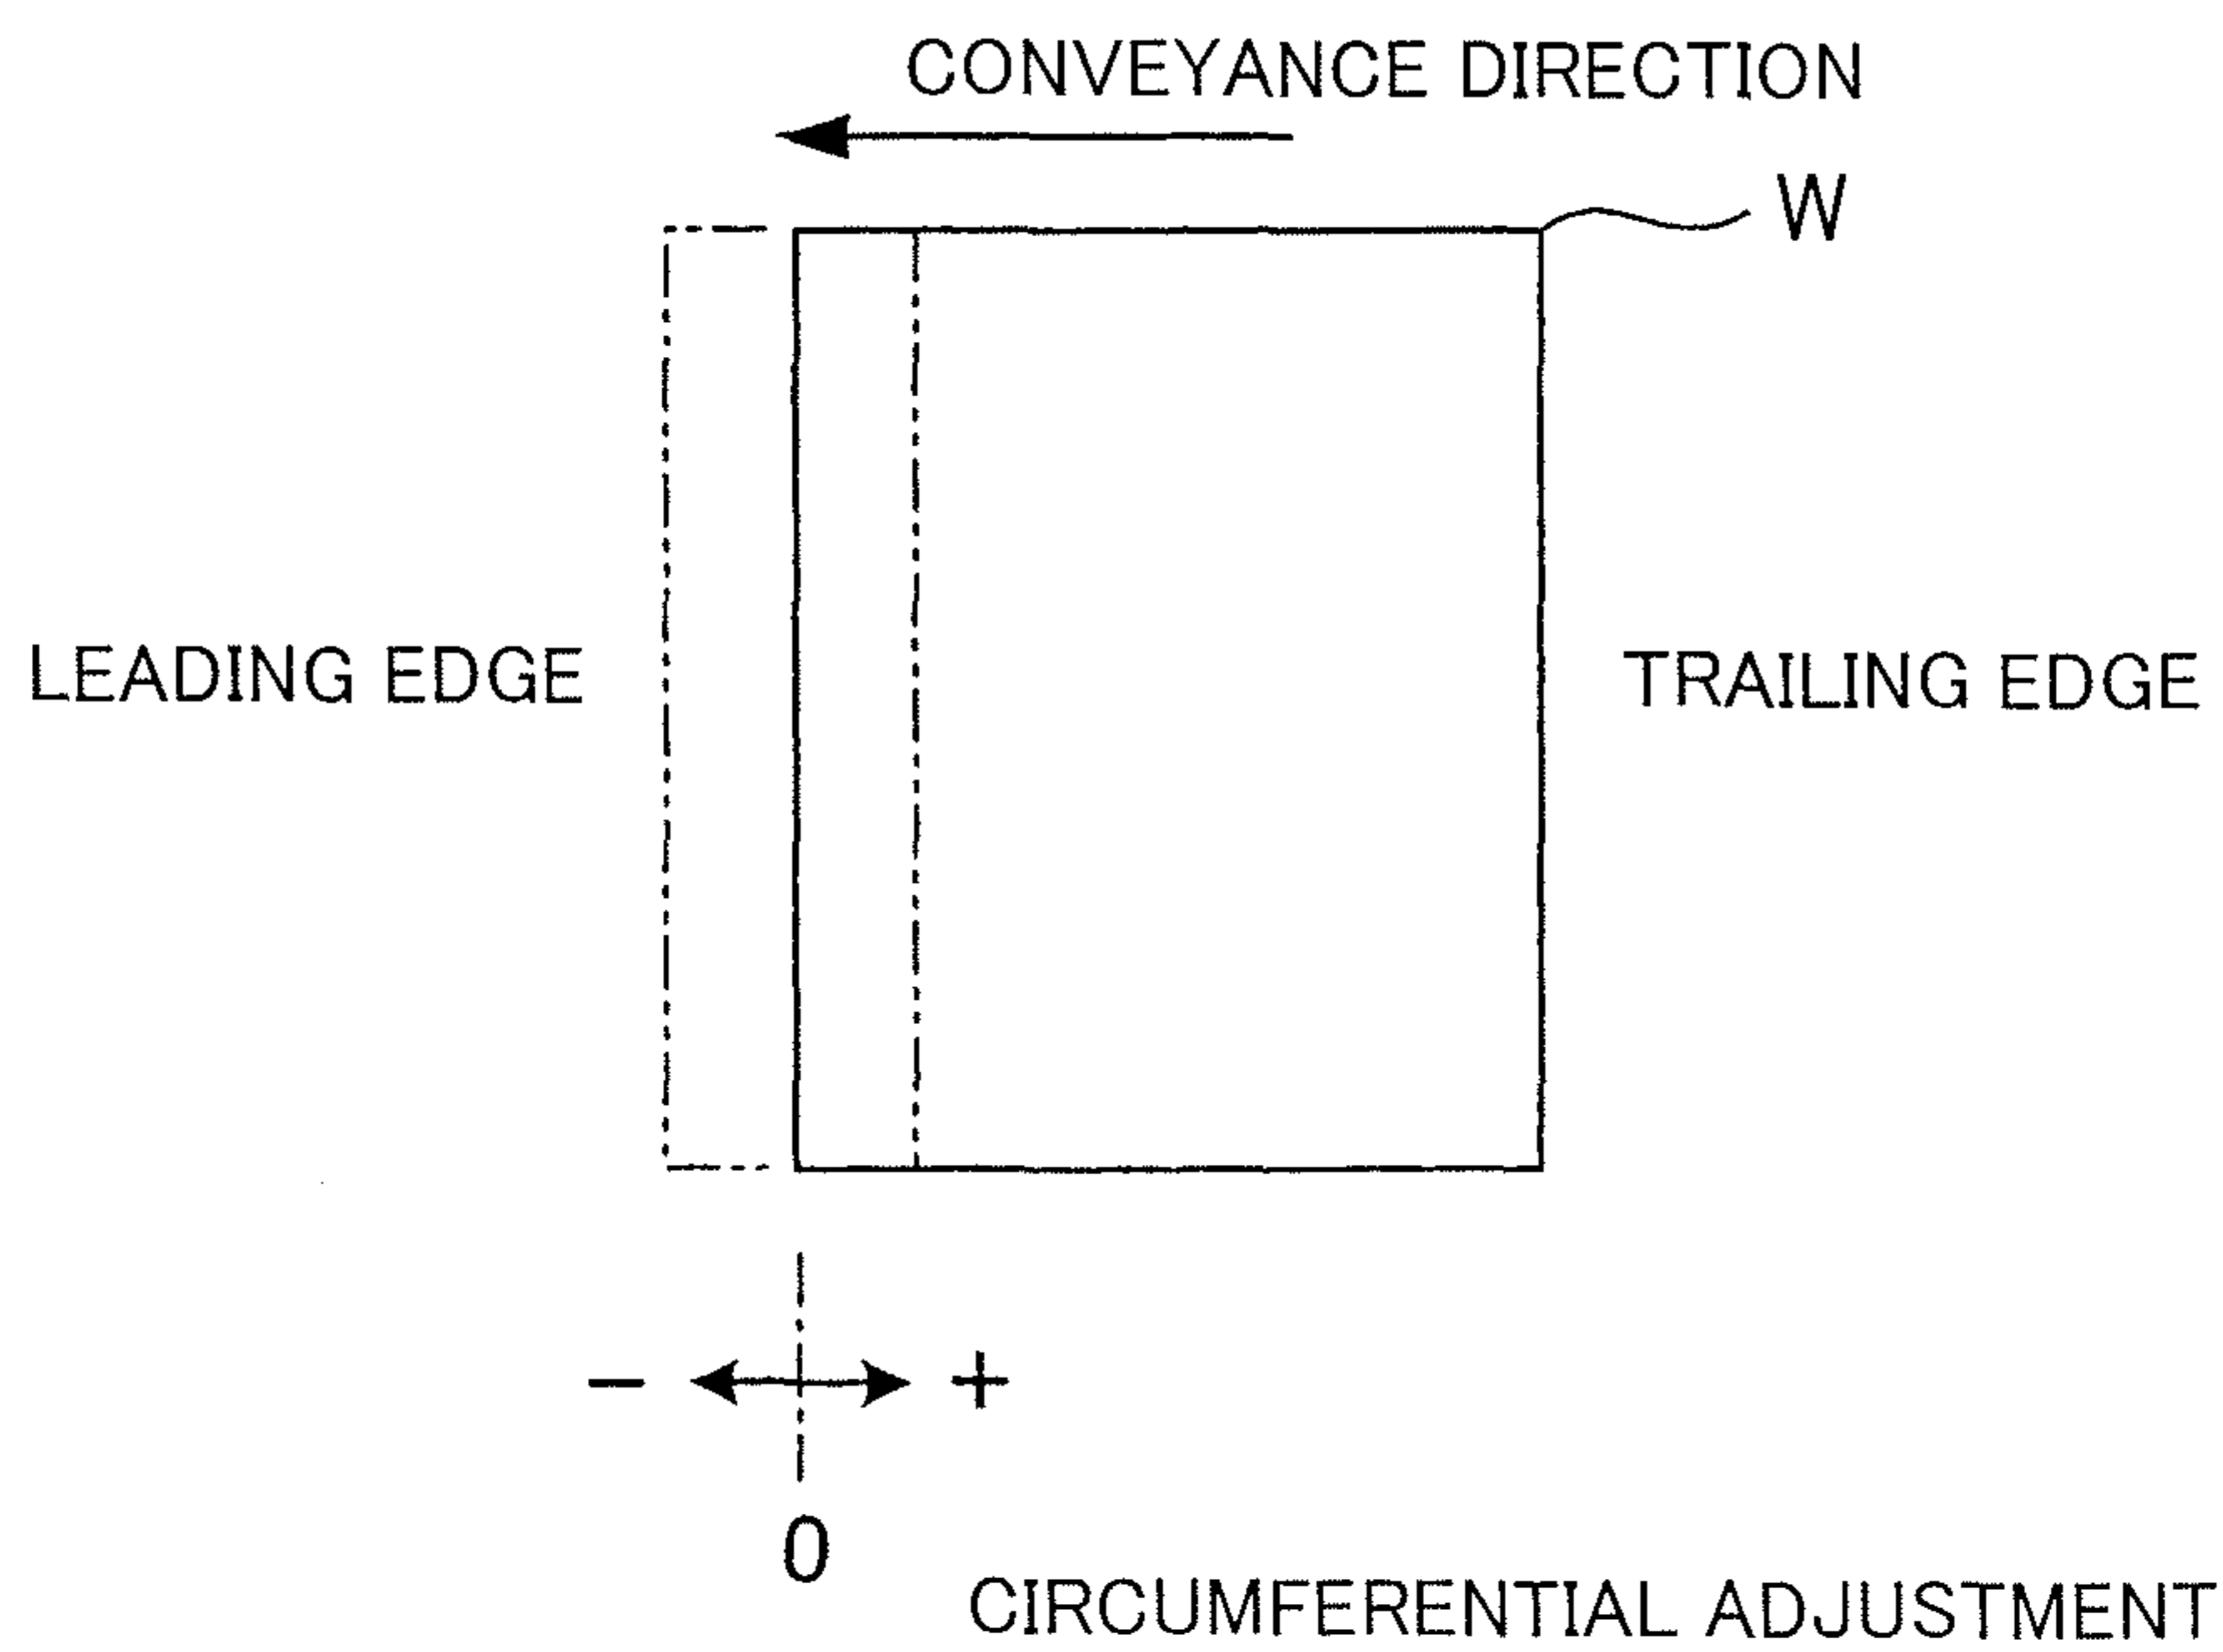 CONVEYANCE DIRECTION
W
LEADING EDGE
TRAILING EDGE
− +
0
CIRCUMFERENTIAL ADJUSTMENT